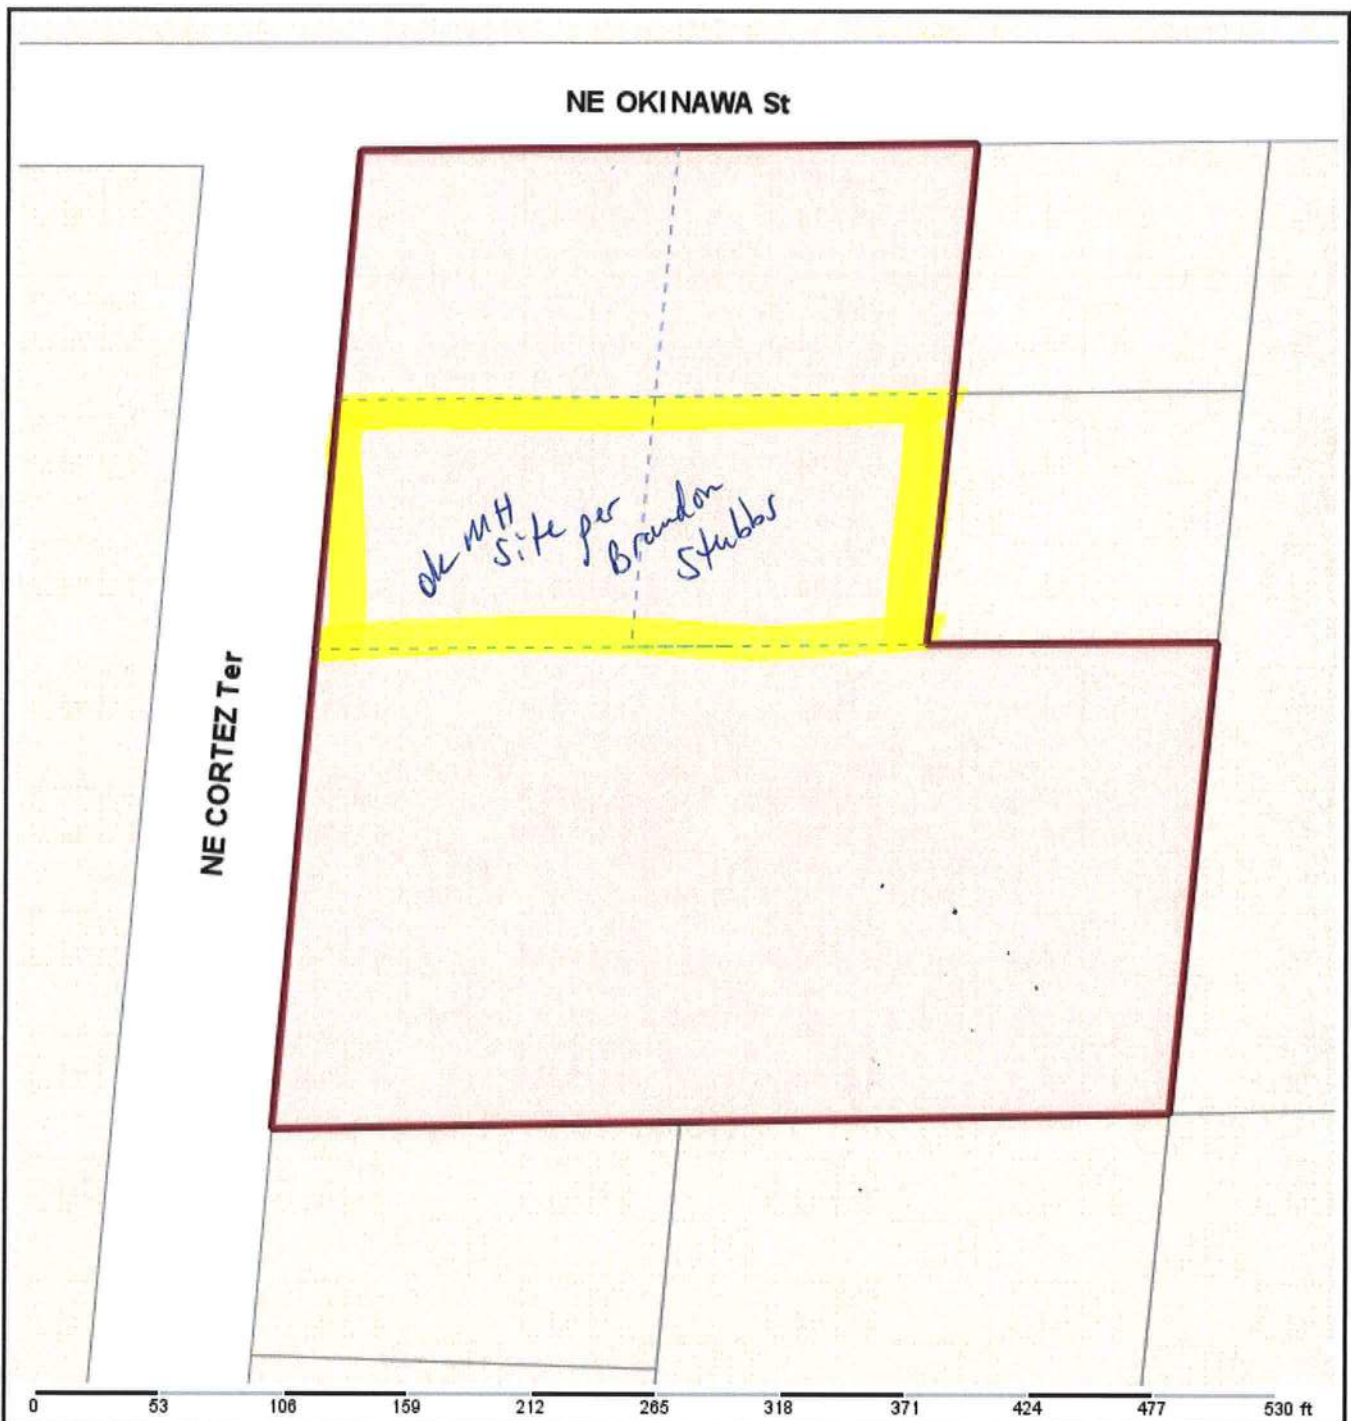 NE OKINAWA St
ok MH
Site per
Brandon
Stubbs
NE CORTEZ Ter
0 53 106 159 212 265 318 371 424 477 530 ft